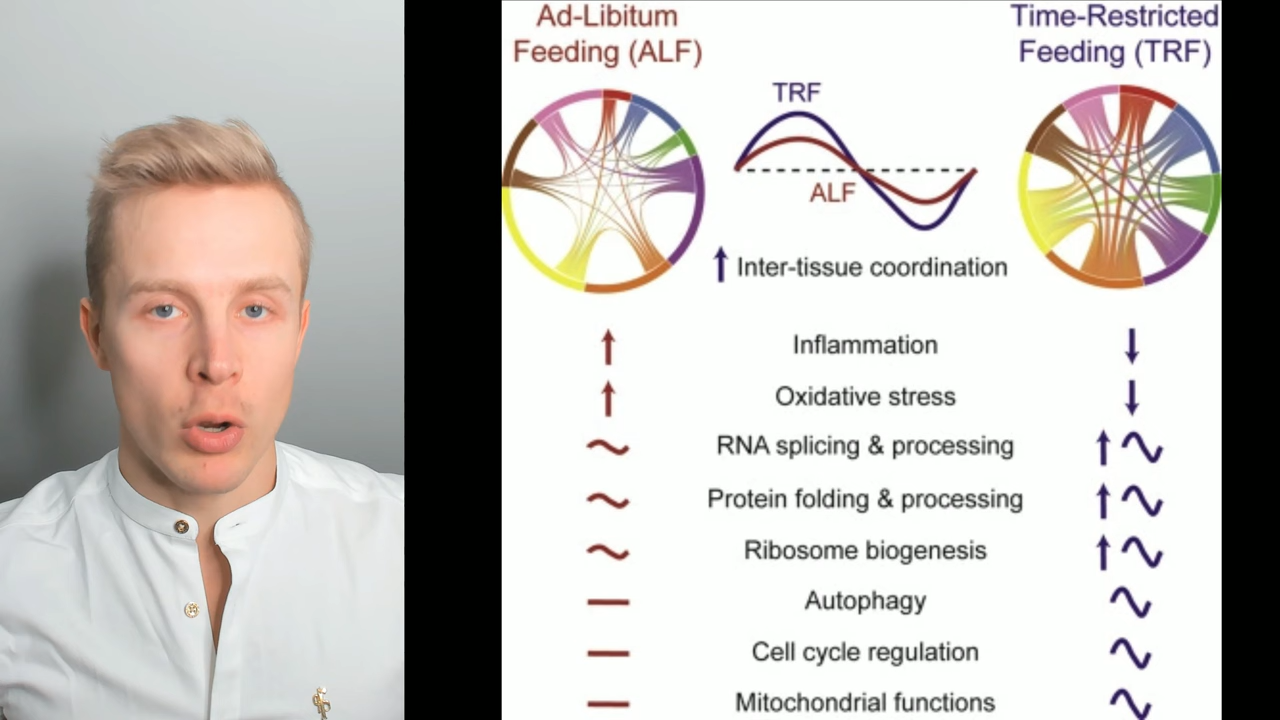 Ad-Libitum
Feeding (ALF)
Time-Restricted
Feeding (TRF)
TRF
ALF
Inter-tissue coordination
Inflammation
Oxidative stress
RNA splicing & processing
Protein folding & processing
Ribosome biogenesis
Autophagy
Cell cycle regulation
Mitochondrial functions